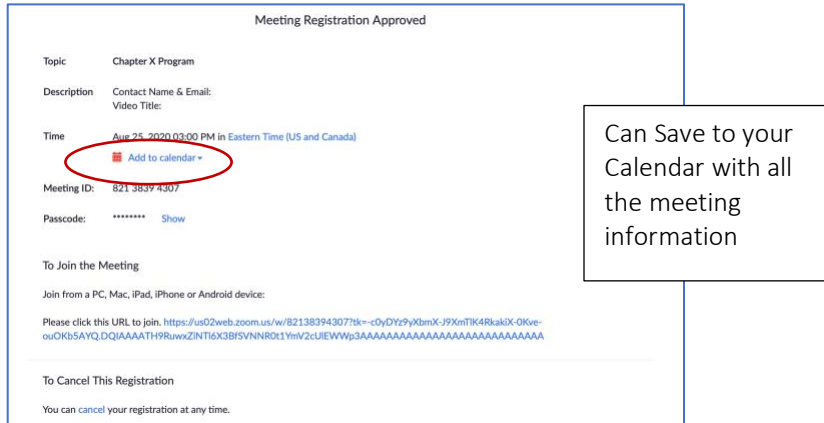 Meeting Registration Approved
Topic Chapter X Program
Description Contact Name & Email:
Video Title:
Time Aug 25, 2020 03:00 PM in Eastern Time (US and Canada)
Add to calendar
Meeting ID: 821 3839 4307
Passcode: ******** Show
To Join the Meeting
Join from a PC, Mac, iPad, iPhone or Android device:
Please click this URL to join. https://us02web.zoom.us/w/82138394307?tk=-c0yDYz9yXbmX-J9XmTlK4RkakiX-0Kve-
ouOKb5AYQ.DQIAAAATH9RuwxZiNTl6X3BfSVNNR0t1YmV2cUlEWWp3AAAAAAAAAAAAAAAAAAAAAAAAAAAA
To Cancel This Registration
You can cancel your registration at any time.
Can Save to your
Calendar with all
the meeting
information